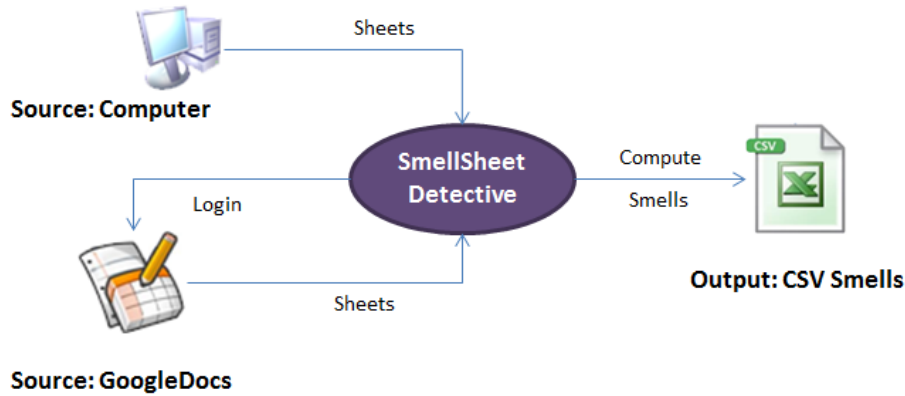 Sheets
Source: Computer
SmellSheet
Detective
Compute
Smells
CSV
Login
Output: CSV Smells
Sheets
Source: GoogleDocs